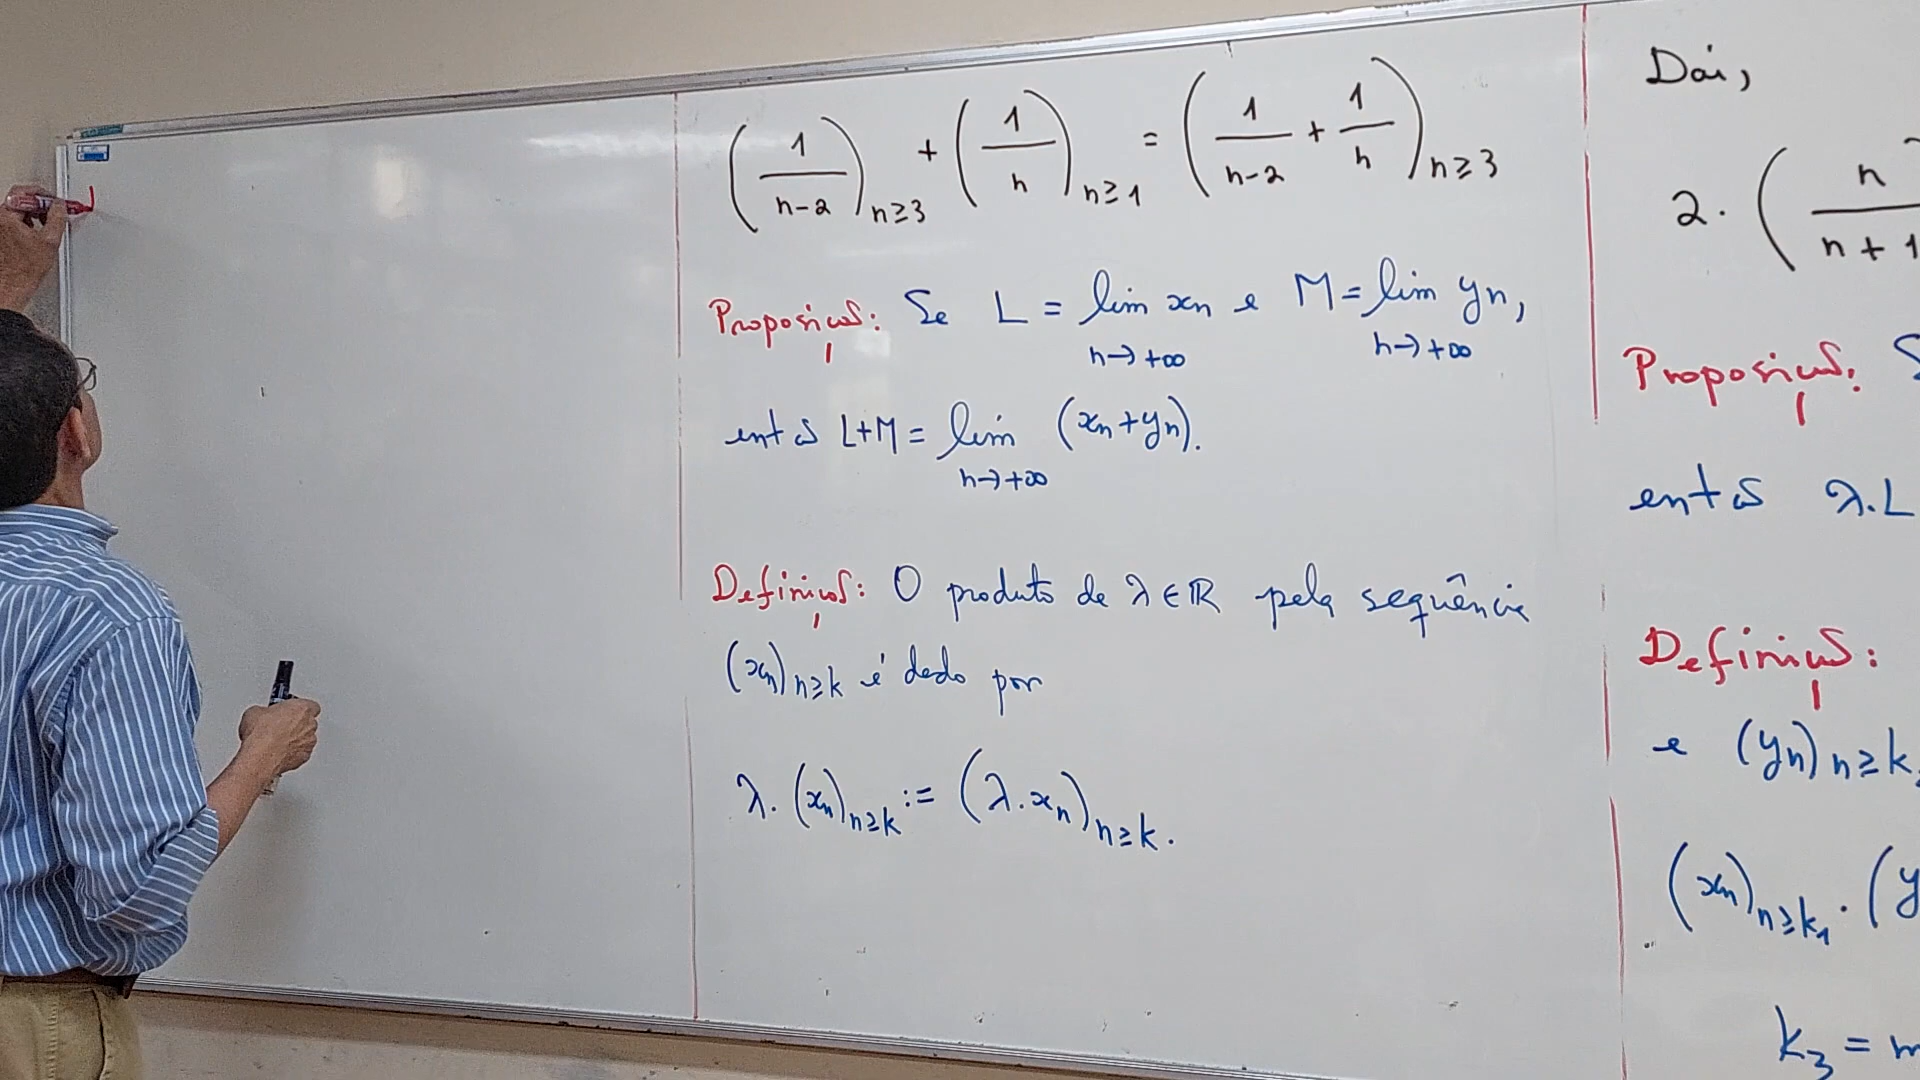 (1/(n-2))_{n≥3} + (1/n)_{n≥1} = (1/(n-2) + 1/n)_{n≥3}
Proposição: Se L = lim xn e M = lim yn,
n→+∞ n→+∞
então L+M = lim (xn+yn).
n→+∞
Definição: O produto de λ∈ℝ pela sequência
(xn)_{n≥k} é dado por
λ.(xn)_{n≥k} := (λ.xn)_{n≥k}.
Daí,
2. (n
n+1
Proposição: S
então λ.L
Definição:
e (yn)_{n≥k
(xn)_{n≥k1}.(y
k3 = m